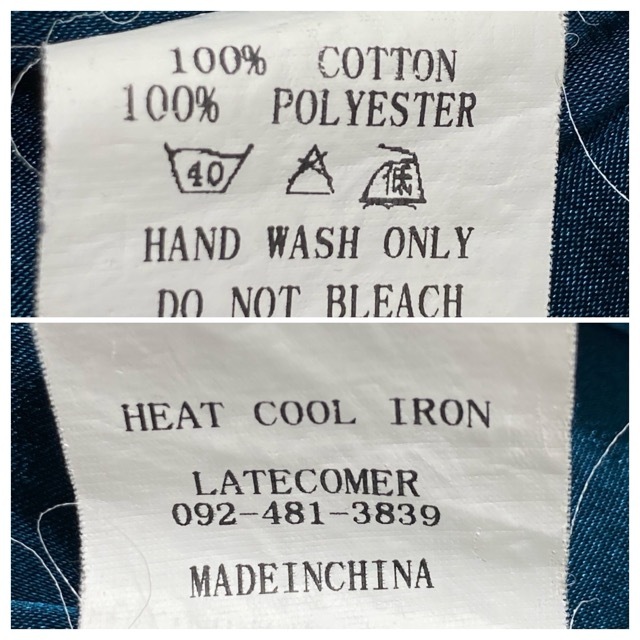 100% COTTON
100% POLYESTER
40 低
HAND WASH ONLY
DO NOT BLEACH
HEAT COOL IRON
LATECOMER
092-481-3839
MADEINCHINA